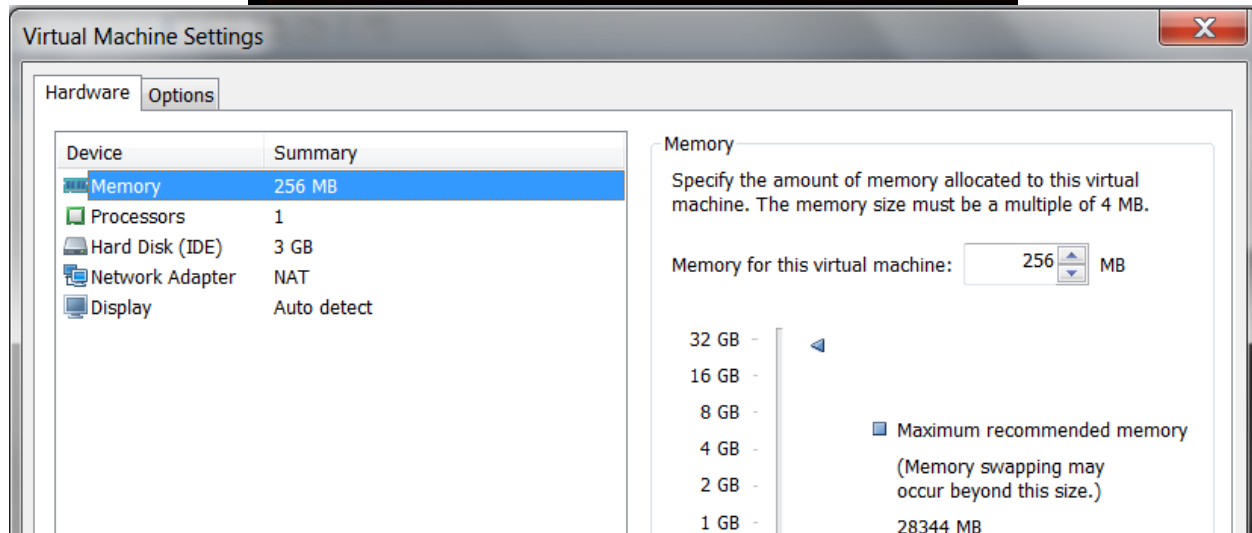 Virtual Machine Settings
X
Hardware Options
Device Summary
Memory 256 MB
Processors 1
Hard Disk (IDE) 3 GB
Network Adapter NAT
Display Auto detect
Memory
Specify the amount of memory allocated to this virtual
machine. The memory size must be a multiple of 4 MB.
Memory for this virtual machine: 256 MB
32 GB
16 GB
8 GB
4 GB
2 GB
1 GB
Maximum recommended memory
(Memory swapping may
occur beyond this size.)
28344 MB